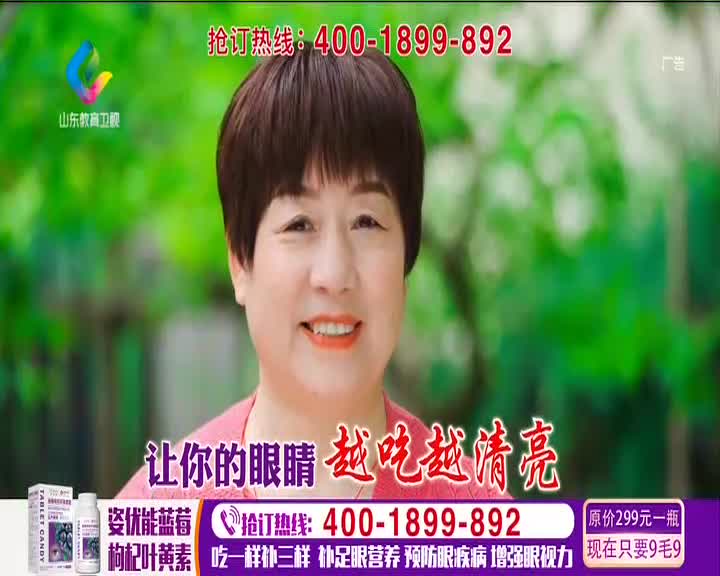 抢订热线：400-1899-892
广告
山东教育卫视
让你的眼睛 越吃越清亮
姿优能蓝莓
枸杞叶黄素
抢订热线：400-1899-892
吃一样补三样 补足眼营养 预防眼疾病 增强眼视力
原价299元一瓶
现在只要9毛9
TABLET CANDY